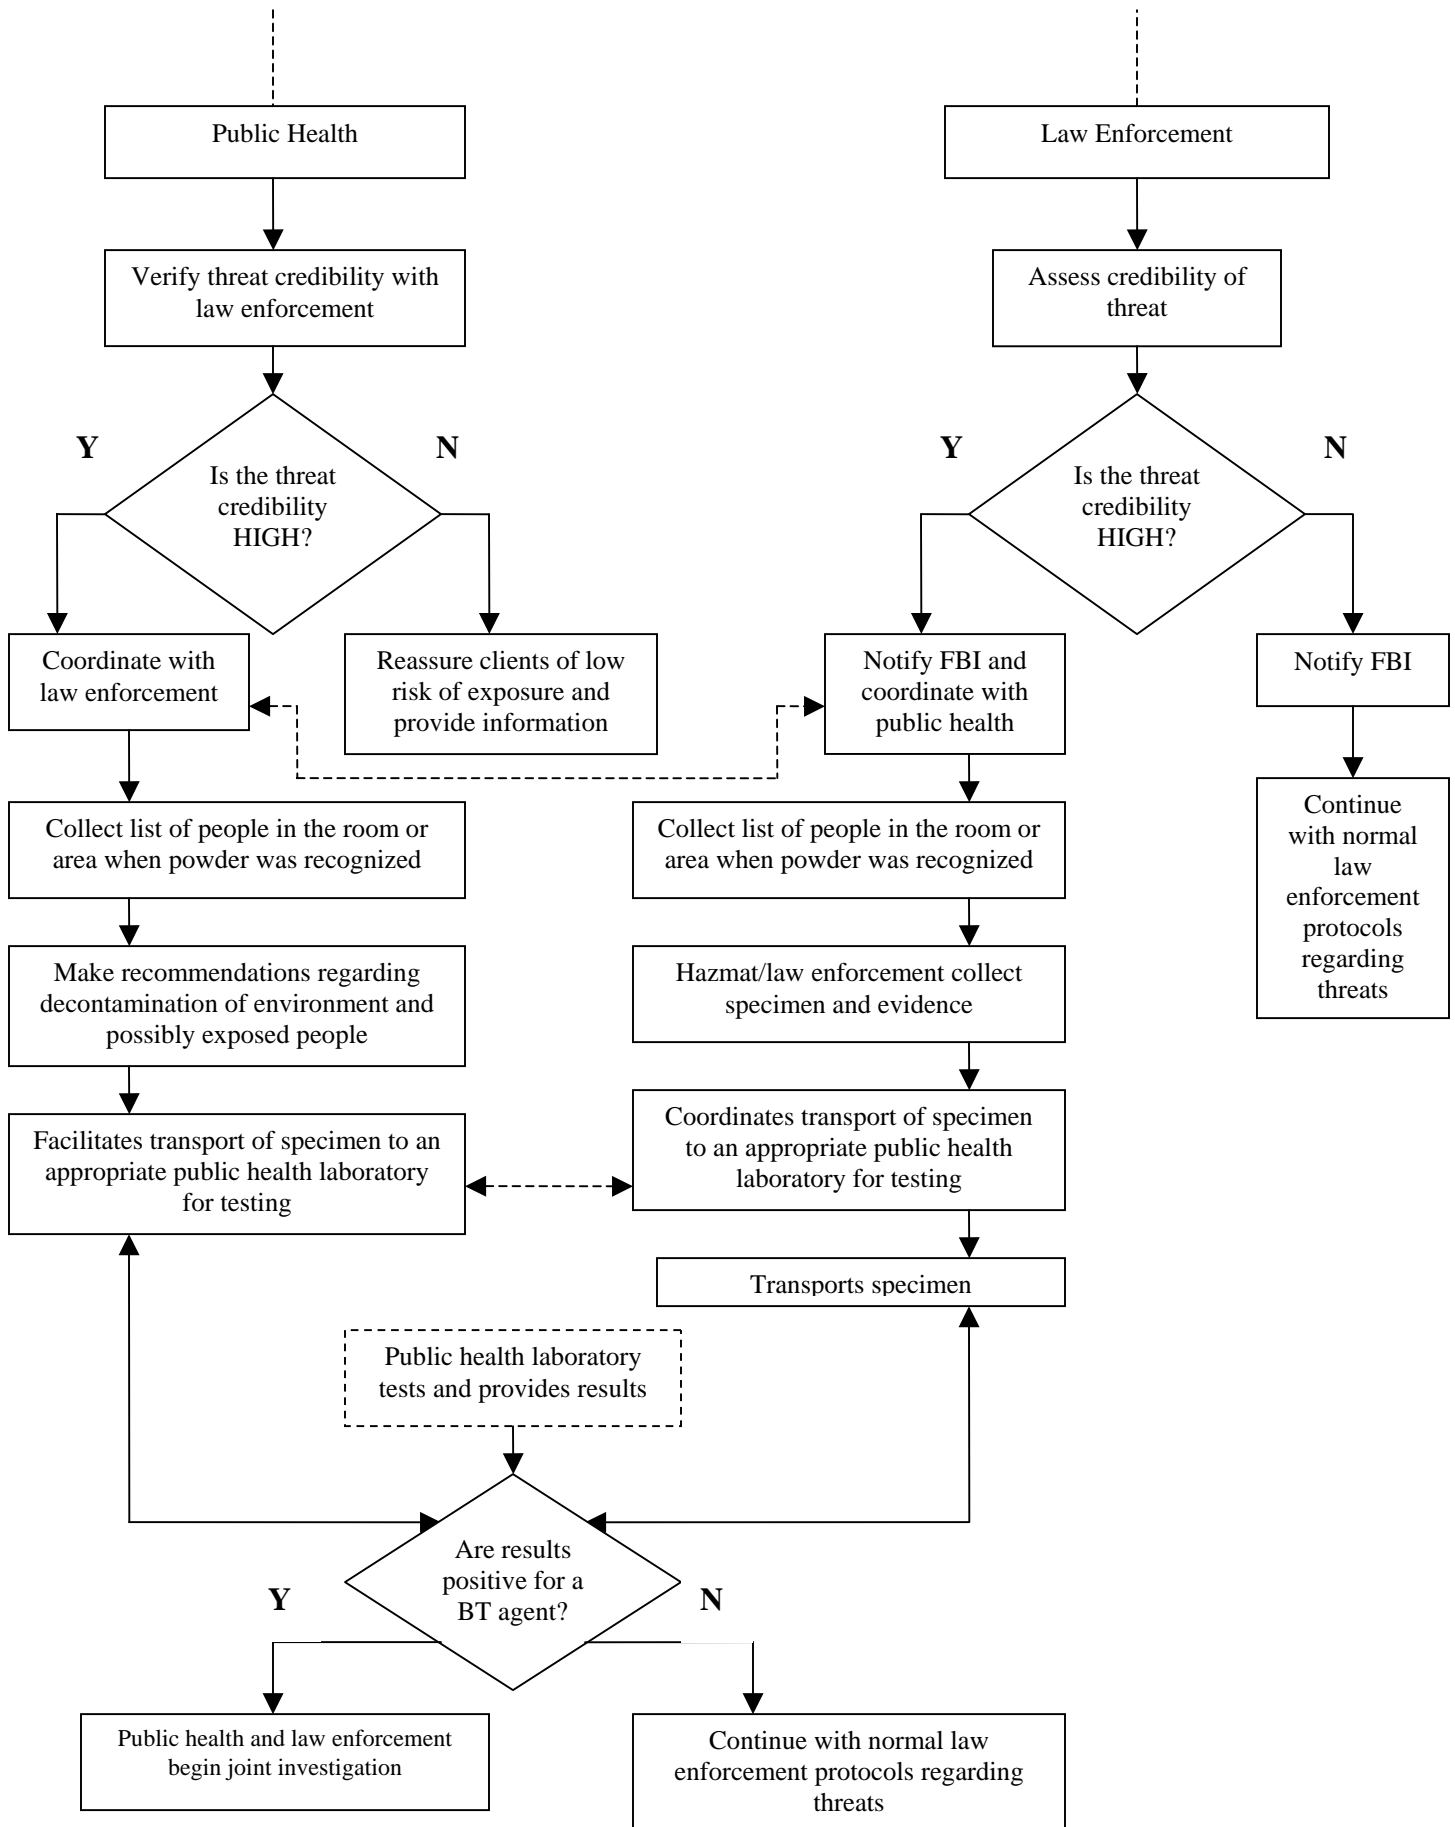 Public Health
Law Enforcement
Verify threat credibility with
law enforcement
Assess credibility of
threat
Y
N
Is the threat
credibility
HIGH?
Y
N
Is the threat
credibility
HIGH?
Coordinate with
law enforcement
Reassure clients of low
risk of exposure and
provide information
Notify FBI and
coordinate with
public health
Notify FBI
Collect list of people in the room or
area when powder was recognized
Collect list of people in the room or
area when powder was recognized
Continue
with normal
law
enforcement
protocols
regarding
threats
Make recommendations regarding
decontamination of environment and
possibly exposed people
Hazmat/law enforcement collect
specimen and evidence
Facilitates transport of specimen to an
appropriate public health laboratory
for testing
Coordinates transport of specimen
to an appropriate public health
laboratory for testing
Transports specimen
Public health laboratory
tests and provides results
Are results
positive for a
BT agent?
Y
N
Public health and law enforcement
begin joint investigation
Continue with normal law
enforcement protocols regarding
threats